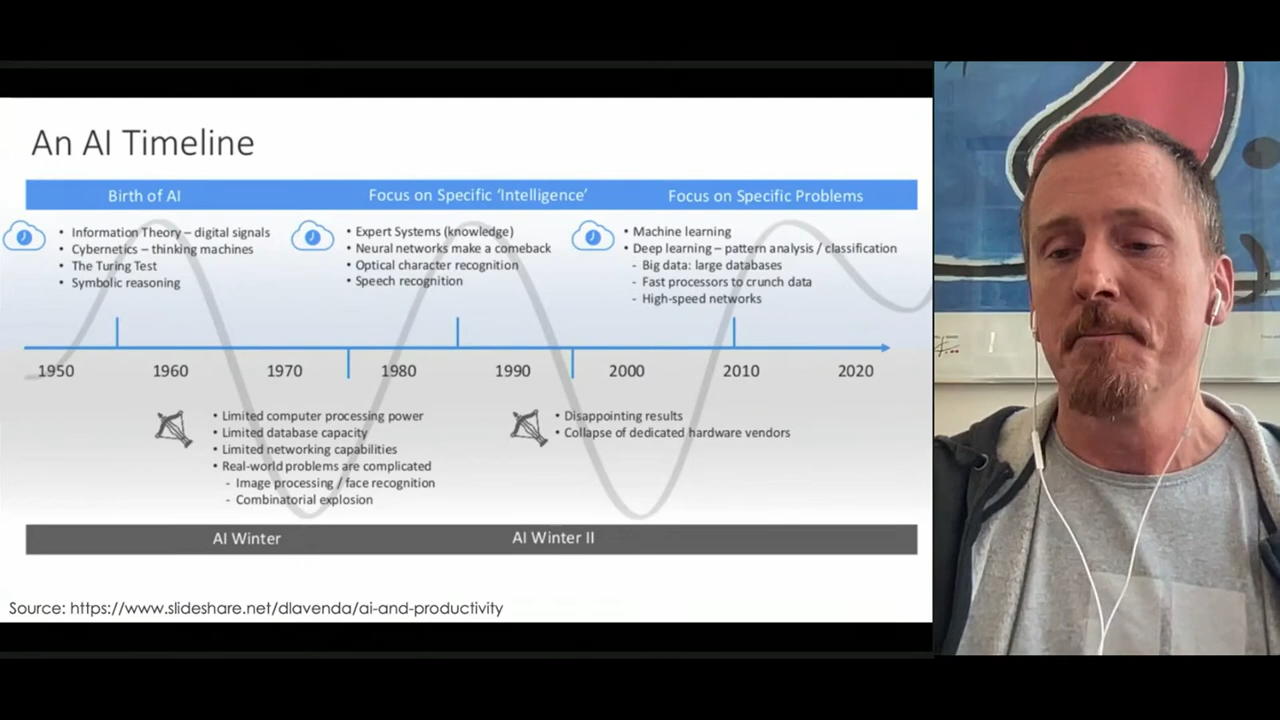 An AI Timeline
Birth of AI
Focus on Specific ‘Intelligence’
Focus on Specific Problems
• Information Theory – digital signals
• Cybernetics – thinking machines
• The Turing Test
• Symbolic reasoning
• Expert Systems (knowledge)
• Neural networks make a comeback
• Optical character recognition
• Speech recognition
• Machine learning
• Deep learning – pattern analysis / classification
- Big data: large databases
- Fast processors to crunch data
- High-speed networks
1950 1960 1970 1980 1990 2000 2010 2020
• Limited computer processing power
• Limited database capacity
• Limited networking capabilities
• Real-world problems are complicated
- Image processing / face recognition
- Combinatorial explosion
• Disappointing results
• Collapse of dedicated hardware vendors
AI Winter
AI Winter II
Source: https://www.slideshare.net/dlavenda/ai-and-productivity